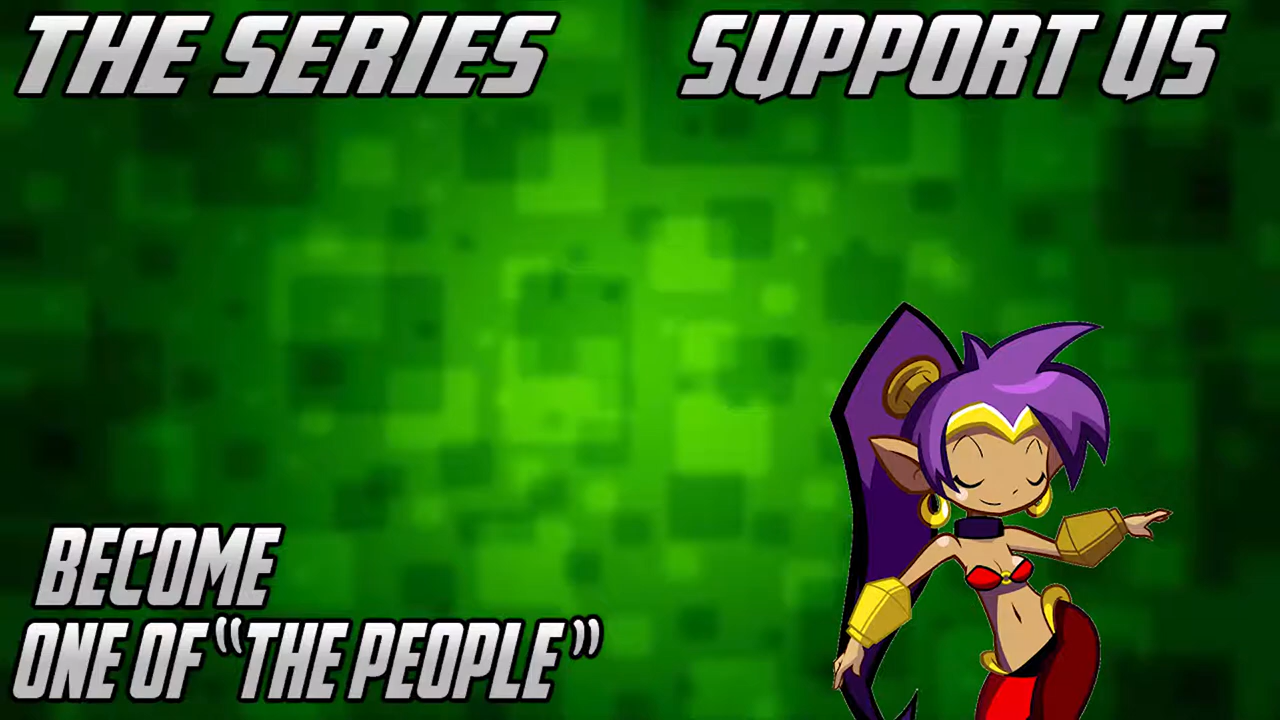 THE SERIES
SUPPORT US
BECOME
ONE OF "THE PEOPLE"